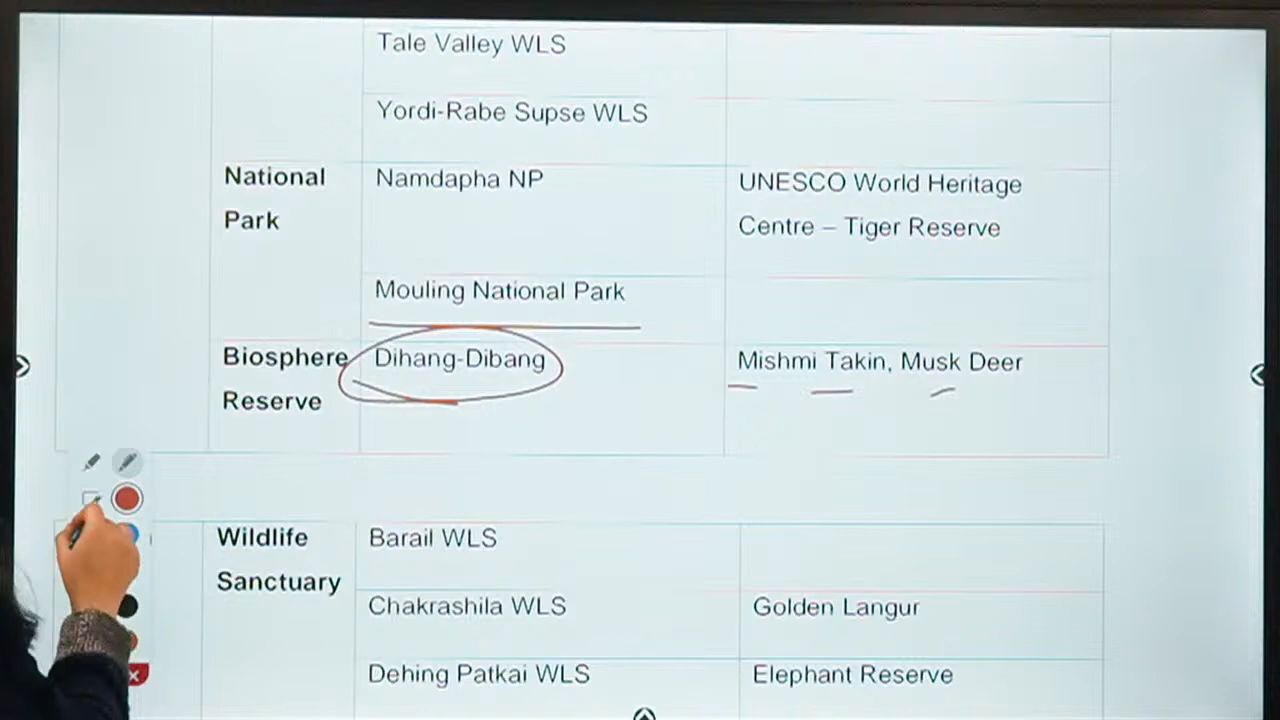 Tale Valley WLS
Yordi-Rabe Supse WLS
National
Park
Namdapha NP
UNESCO World Heritage
Centre – Tiger Reserve
Mouling National Park
Biosphere
Reserve
Dihang-Dibang
Mishmi Takin, Musk Deer
Wildlife
Sanctuary
Barail WLS
Chakrashila WLS
Golden Langur
Dehing Patkai WLS
Elephant Reserve